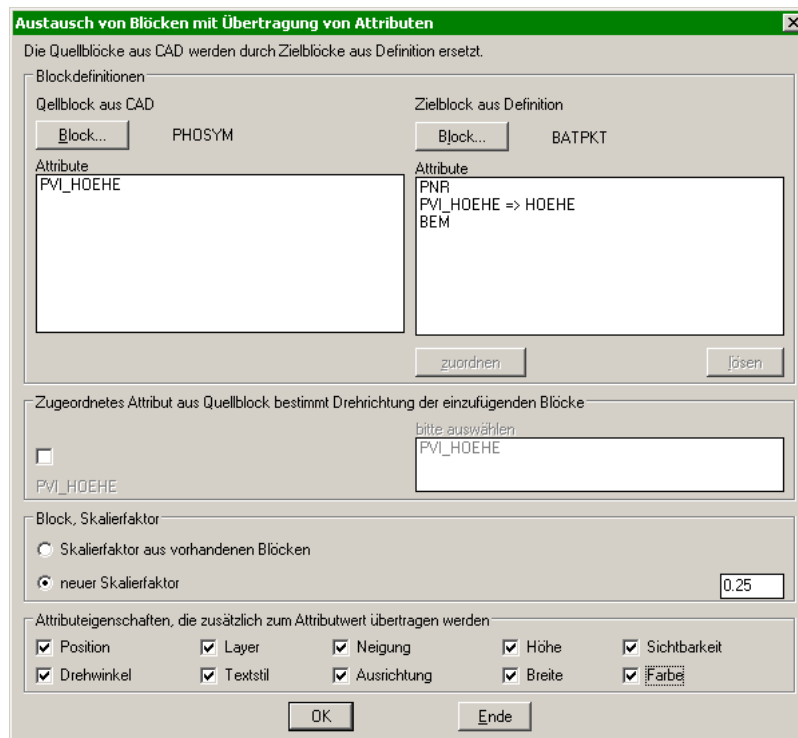 Austausch von Blöcken mit Übertragung von Attributen
Die Quellblöcke aus CAD werden durch Zielblöcke aus Definition ersetzt.
Blockdefinitionen
Qellblock aus CAD
Block...
PHOSYM
Attribute
PVI_HOEHE
Zielblock aus Definition
Block...
BATPKT
Attribute
PNR
PVI_HOEHE => HOEHE
BEM
zuordnen
lösen
Zugeordnetes Attribut aus Quellblock bestimmt Drehrichtung der einzufügenden Blöcke
bitte auswählen
PVI_HOEHE
PVI_HOEHE
Block, Skalierfaktor
Skalierfaktor aus vorhandenen Blöcken
neuer Skalierfaktor
0.25
Attributeigenschaften, die zusätzlich zum Attributwert übertragen werden
Position Layer Neigung Höhe Sichtbarkeit
Drehwinkel Textstil Ausrichtung Breite Farbe
OK Ende